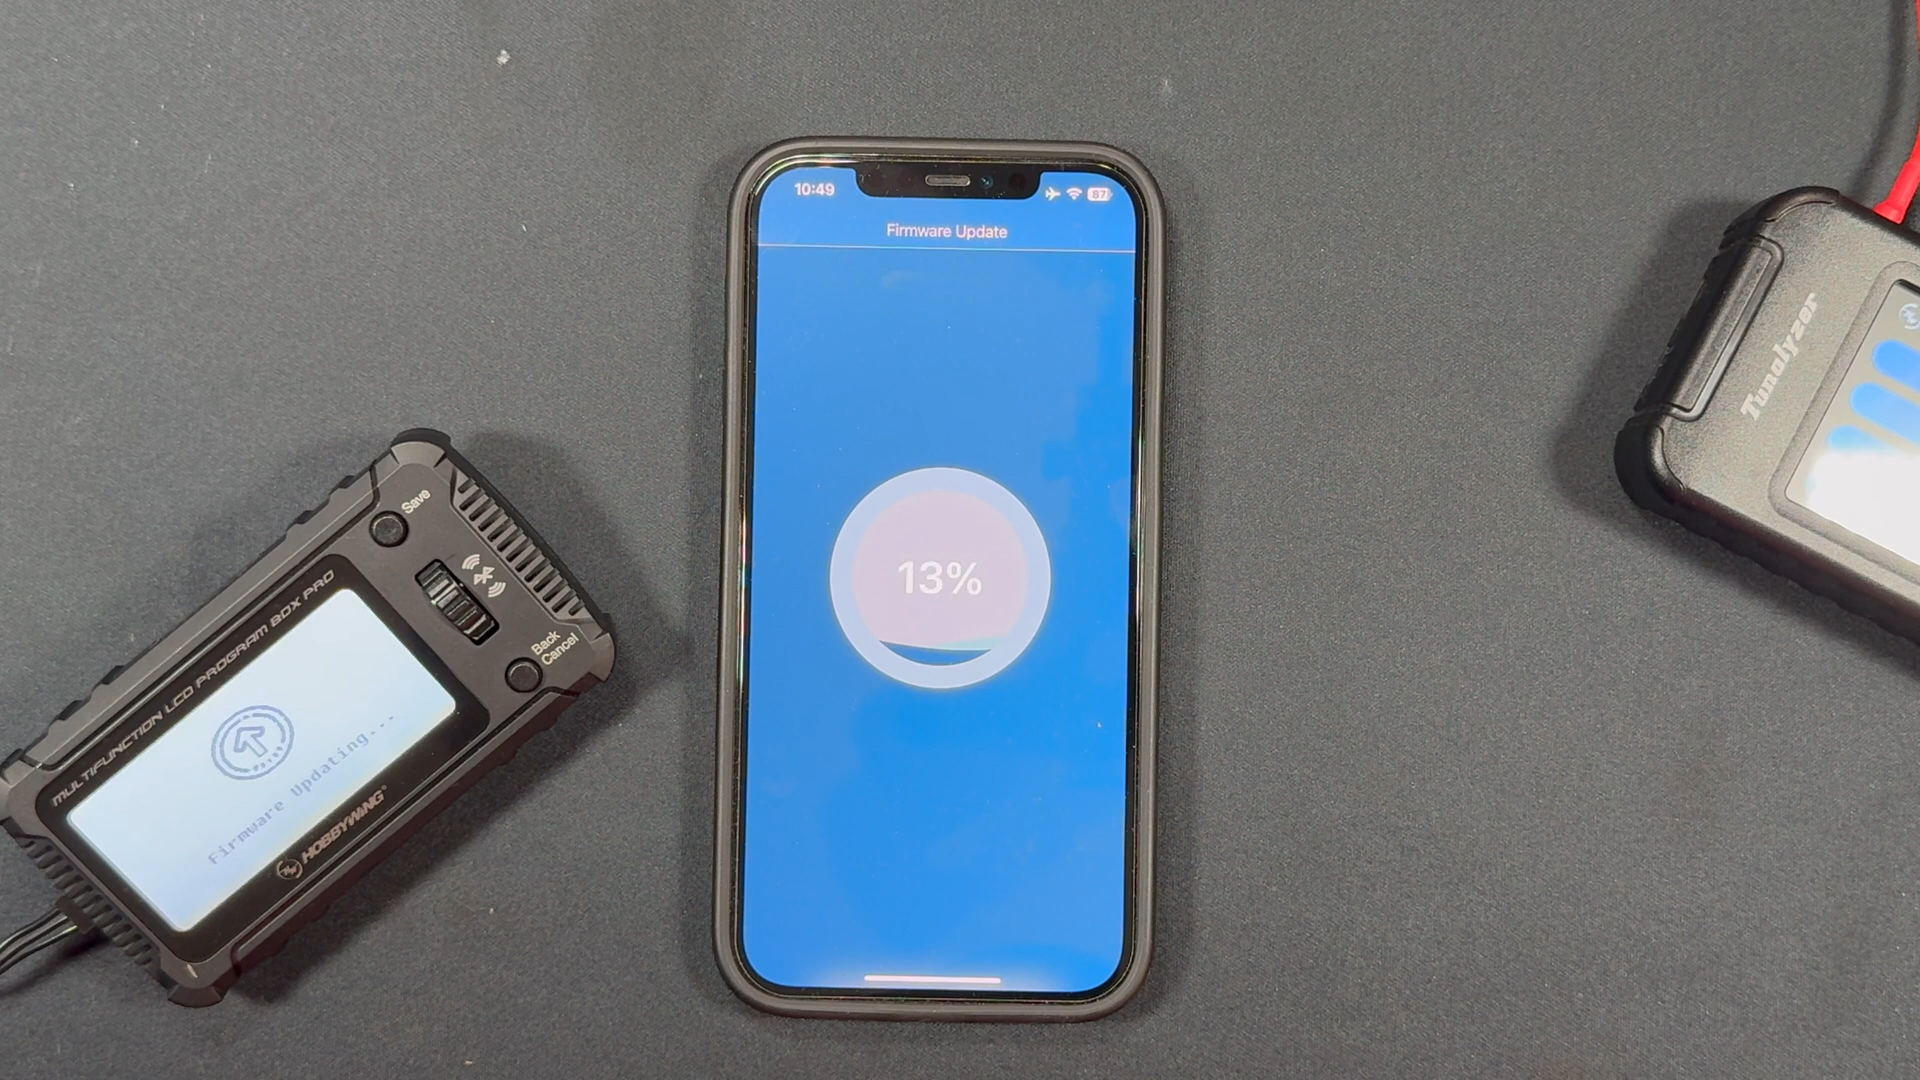 10:49
87
Firmware Update
13%
Save
Back
Cancel
MULTIFUNCTION LCD PROGRAM BOX PRO
Firmware Updating...
HOBBYWING®
Tunalyzer